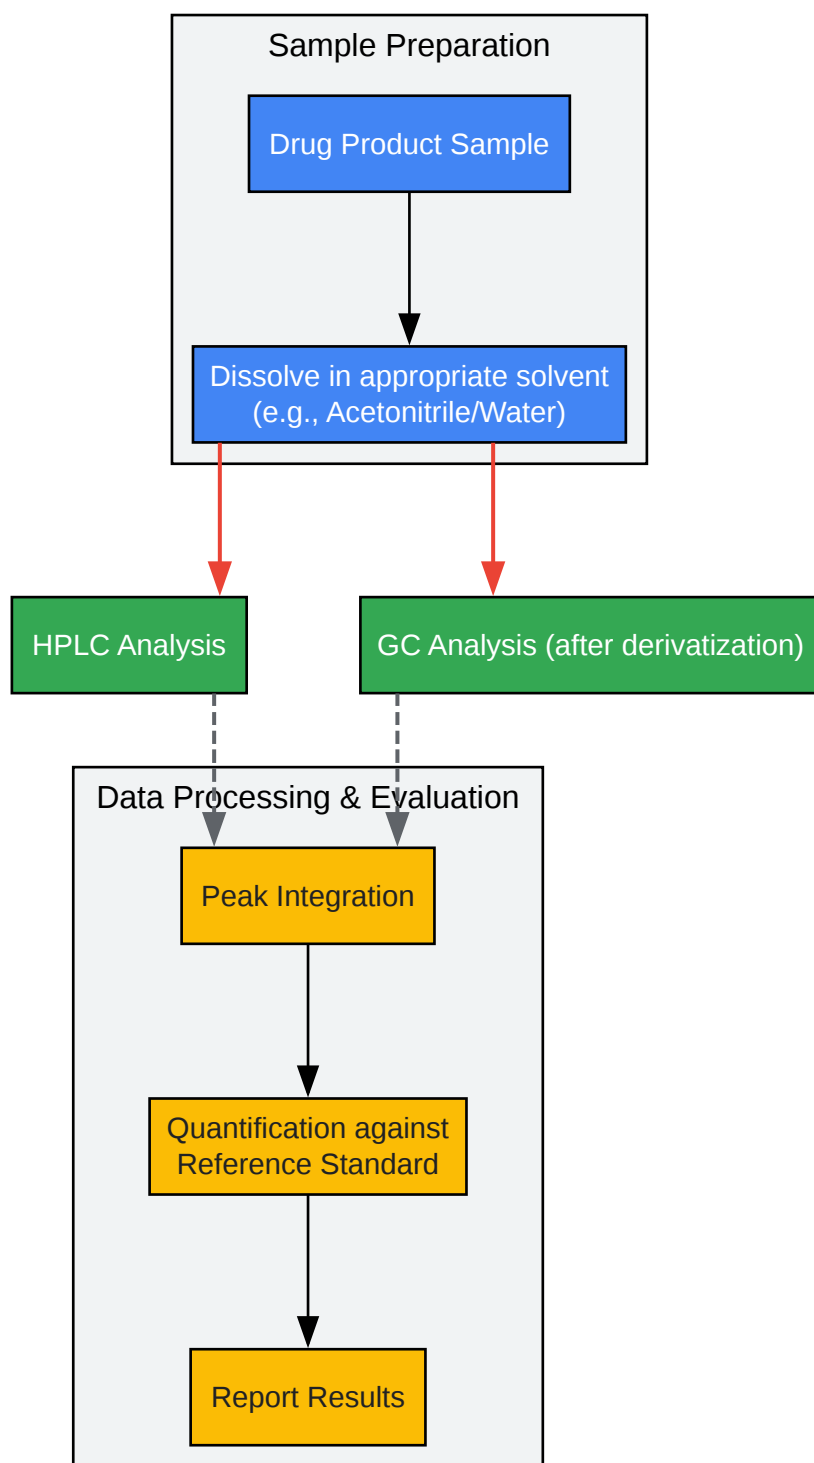 Sample Preparation
Drug Product Sample
Dissolve in appropriate solvent
(e.g., Acetonitrile/Water)
HPLC Analysis
GC Analysis (after derivatization)
Data Processing & Evaluation
Peak Integration
Quantification against
Reference Standard
Report Results